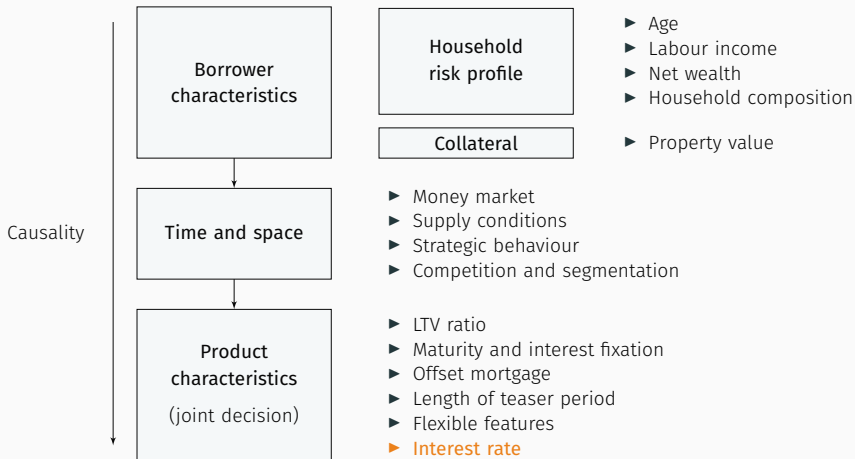 Causality
Borrower
characteristics
Household
risk profile
► Age
► Labour income
► Net wealth
► Household composition
Collateral
► Property value
Time and space
► Money market
► Supply conditions
► Strategic behaviour
► Competition and segmentation
Product
characteristics
(joint decision)
► LTV ratio
► Maturity and interest fixation
► Offset mortgage
► Length of teaser period
► Flexible features
► Interest rate